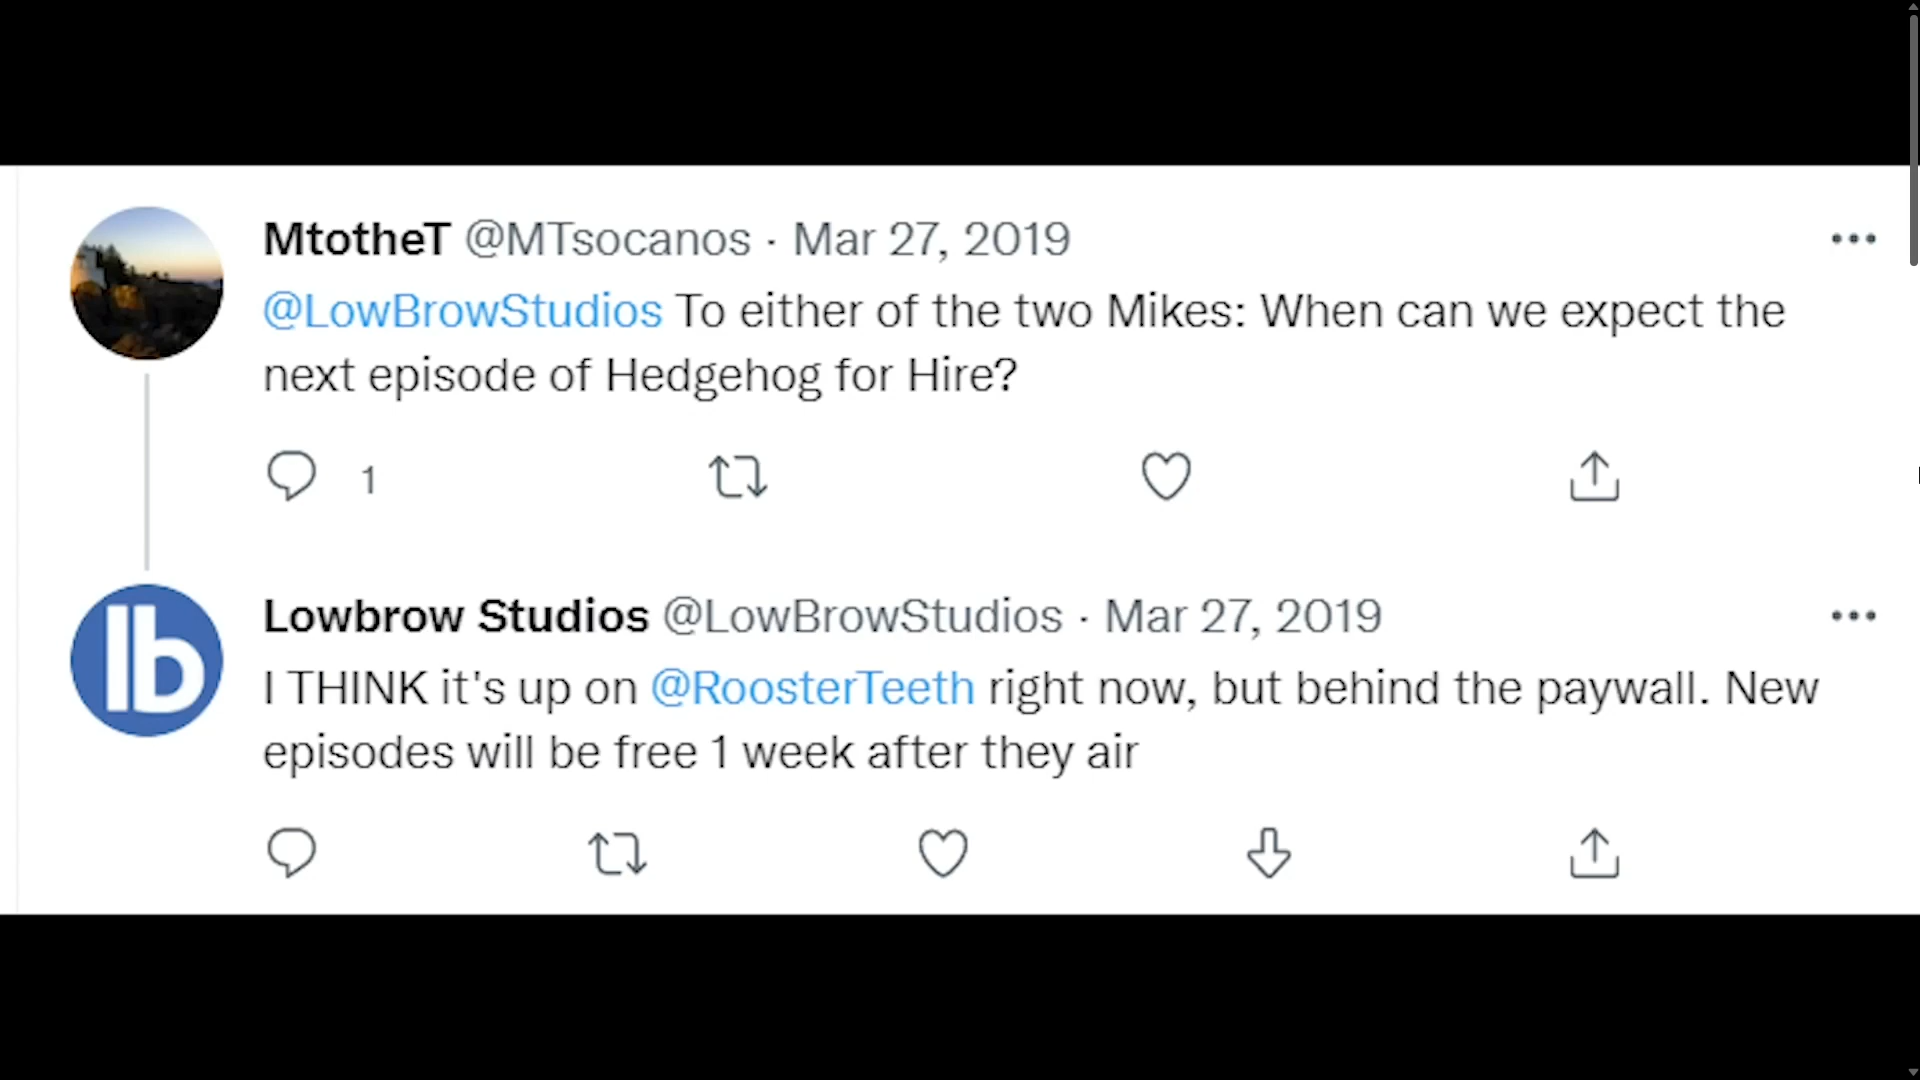 MtotheT @MTsocanos · Mar 27, 2019
@LowBrowStudios To either of the two Mikes: When can we expect the
next episode of Hedgehog for Hire?
1
lb
Lowbrow Studios @LowBrowStudios · Mar 27, 2019
I THINK it's up on @RoosterTeeth right now, but behind the paywall. New
episodes will be free 1 week after they air